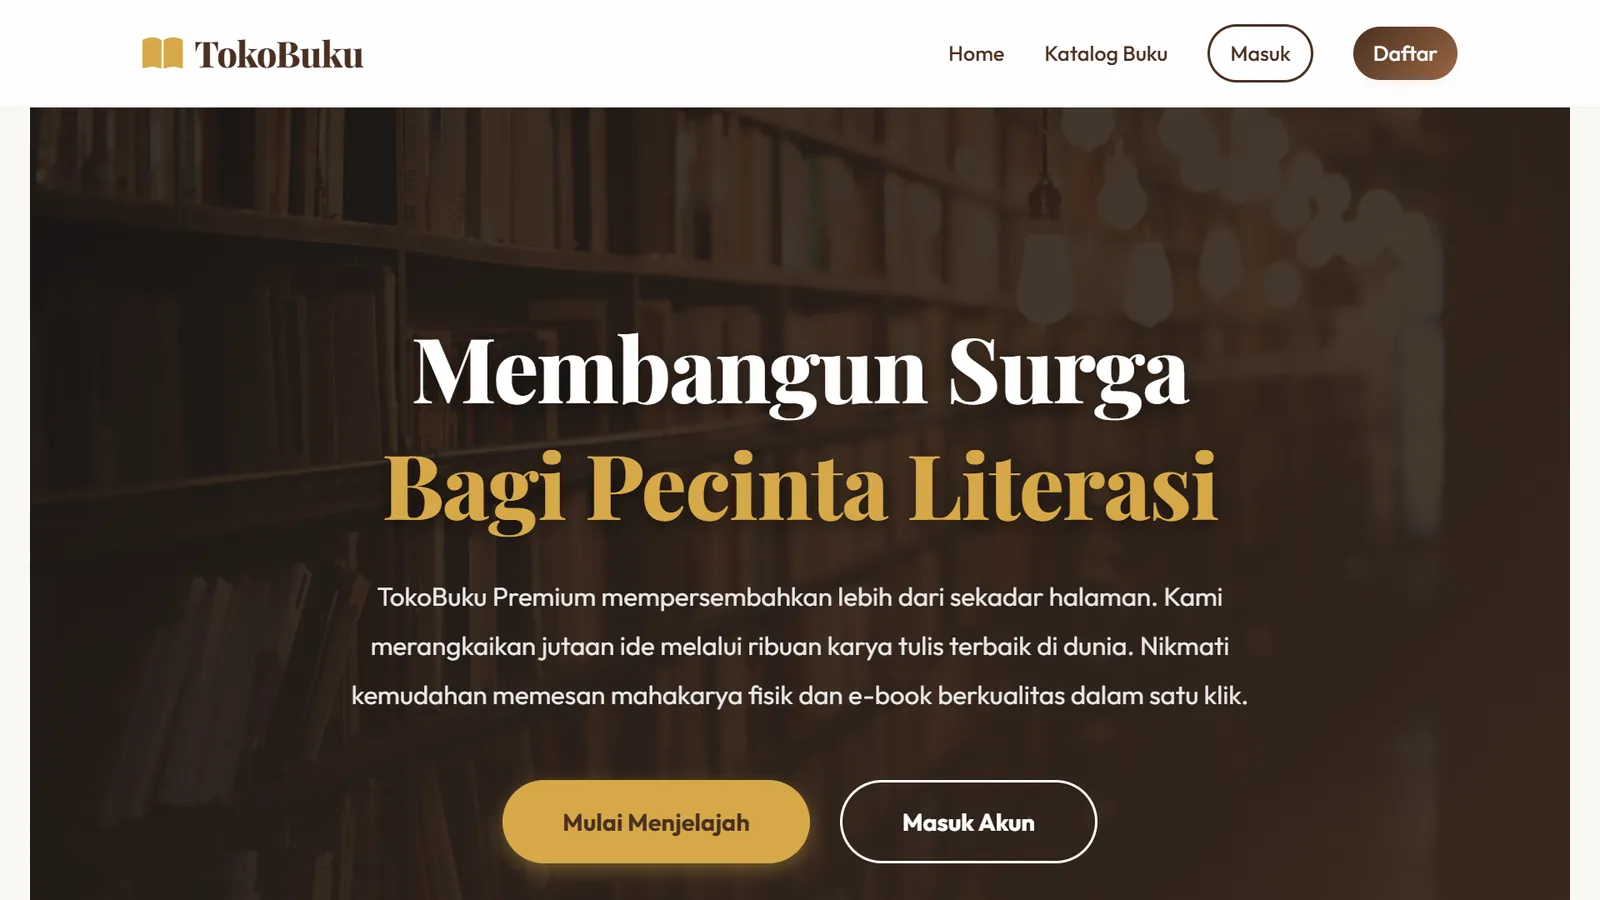 TokoBuku
Home
Katalog Buku
Masuk
Daftar
Membangun Surga
Bagi Pecinta Literasi
TokoBuku Premium mempersembahkan lebih dari sekadar halaman. Kami
merangkaikan jutaan ide melalui ribuan karya tulis terbaik di dunia. Nikmati
kemudahan memesan mahakarya fisik dan e-book berkualitas dalam satu klik.
Mulai Menjelajah
Masuk Akun